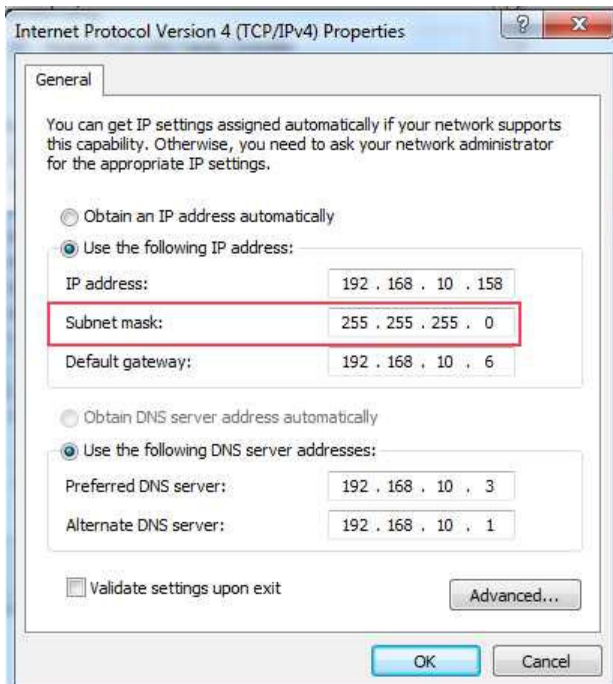 Internet Protocol Version 4 (TCP/IPv4) Properties
General
You can get IP settings assigned automatically if your network supports
this capability. Otherwise, you need to ask your network administrator
for the appropriate IP settings.
Obtain an IP address automatically
Use the following IP address:
IP address: 192 . 168 . 10 . 158
Subnet mask: 255 . 255 . 255 . 0
Default gateway: 192 . 168 . 10 . 6
Obtain DNS server address automatically
Use the following DNS server addresses:
Preferred DNS server: 192 . 168 . 10 . 3
Alternate DNS server: 192 . 168 . 10 . 1
Validate settings upon exit
Advanced...
OK Cancel